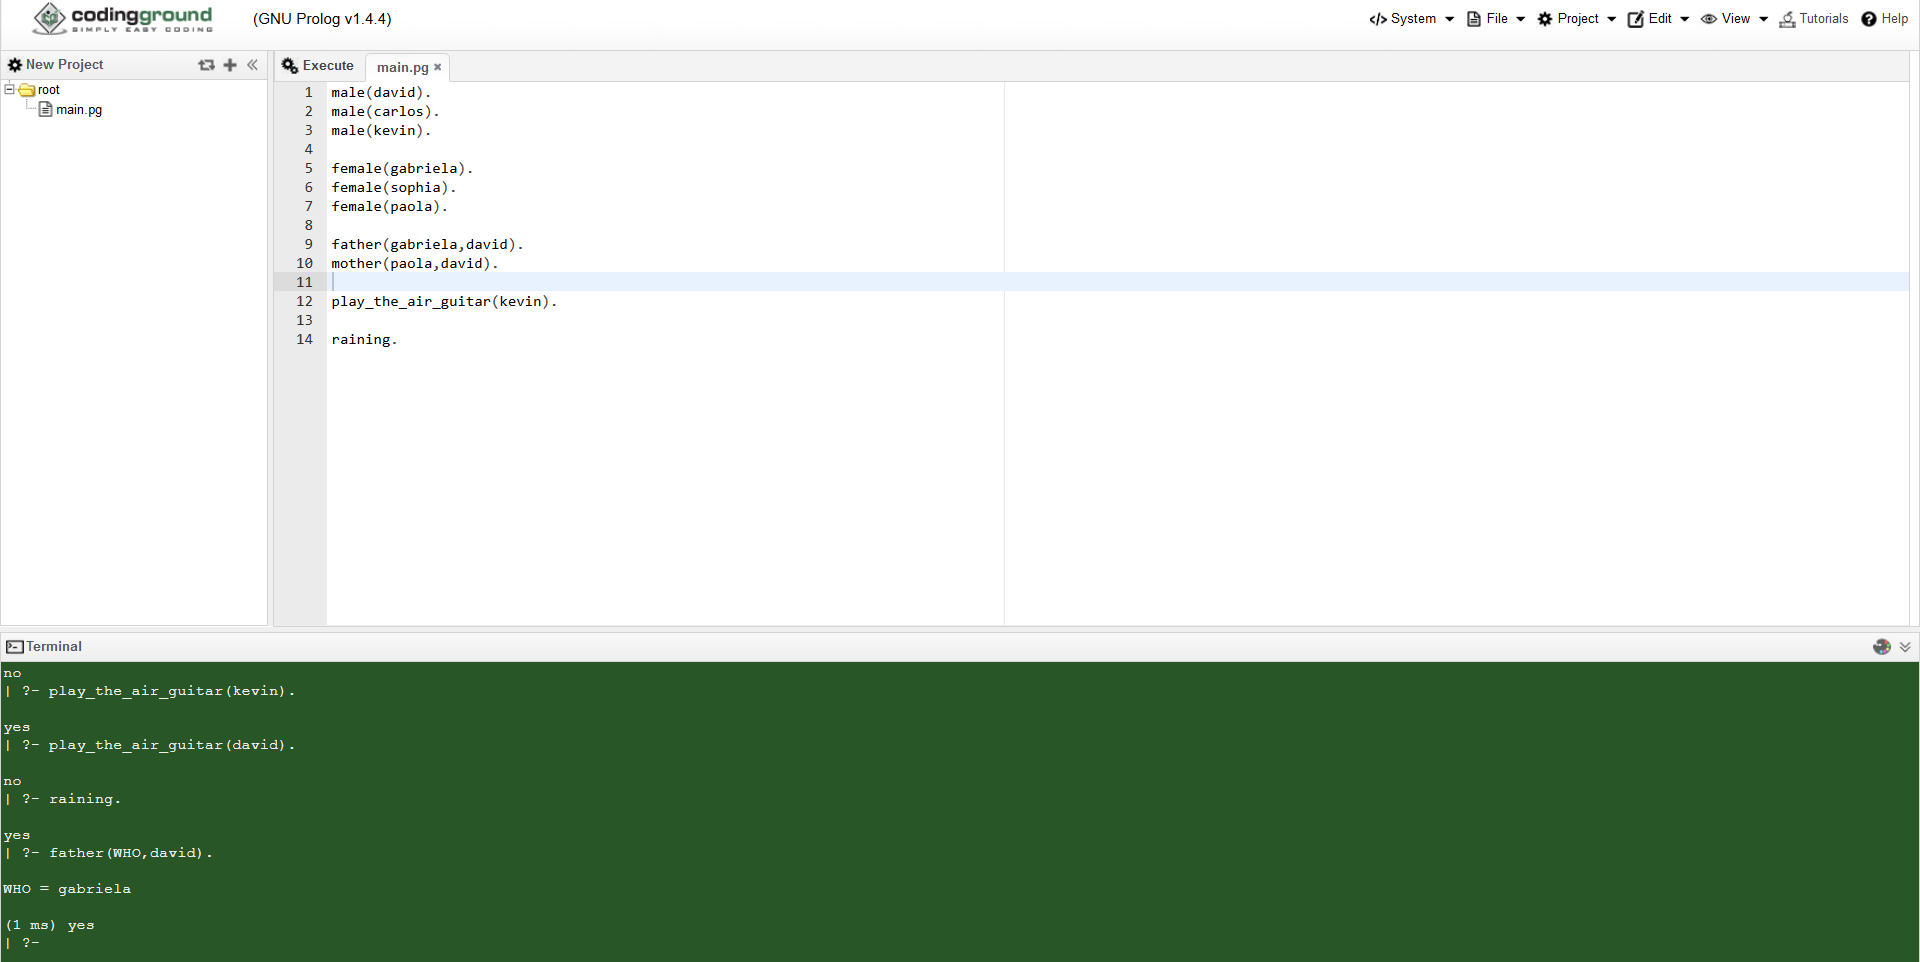 codingground
SIMPLY EASY CODING
(GNU Prolog v1.4.4)
</> System File Project Edit View Tutorials Help
New Project
root
main.pg
Execute main.pg ×
1 male(david).
2 male(carlos).
3 male(kevin).
4
5 female(gabriela).
6 female(sophia).
7 female(paola).
8
9 father(gabriela,david).
10 mother(paola,david).
11
12 play_the_air_guitar(kevin).
13
14 raining.
Terminal
no
| ?- play_the_air_guitar(kevin).
yes
| ?- play_the_air_guitar(david).
no
| ?- raining.
yes
| ?- father(WHO,david).
WHO = gabriela
(1 ms) yes
| ?-